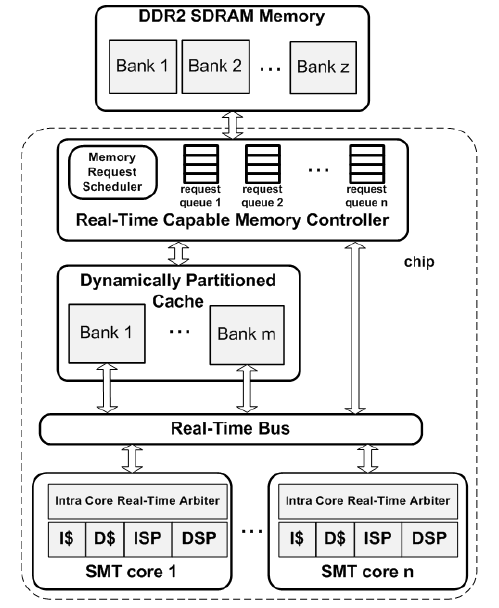 DDR2 SDRAM Memory
Bank 1 Bank 2 ... Bank z
Memory
Request
Scheduler
request
queue 1
request
queue 2
...
request
queue n
Real-Time Capable Memory Controller
chip
Dynamically Partitioned
Cache
Bank 1 ... Bank m
Real-Time Bus
Intra Core Real-Time Arbiter
I$ D$ ISP DSP
SMT core 1
...
Intra Core Real-Time Arbiter
I$ D$ ISP DSP
SMT core n